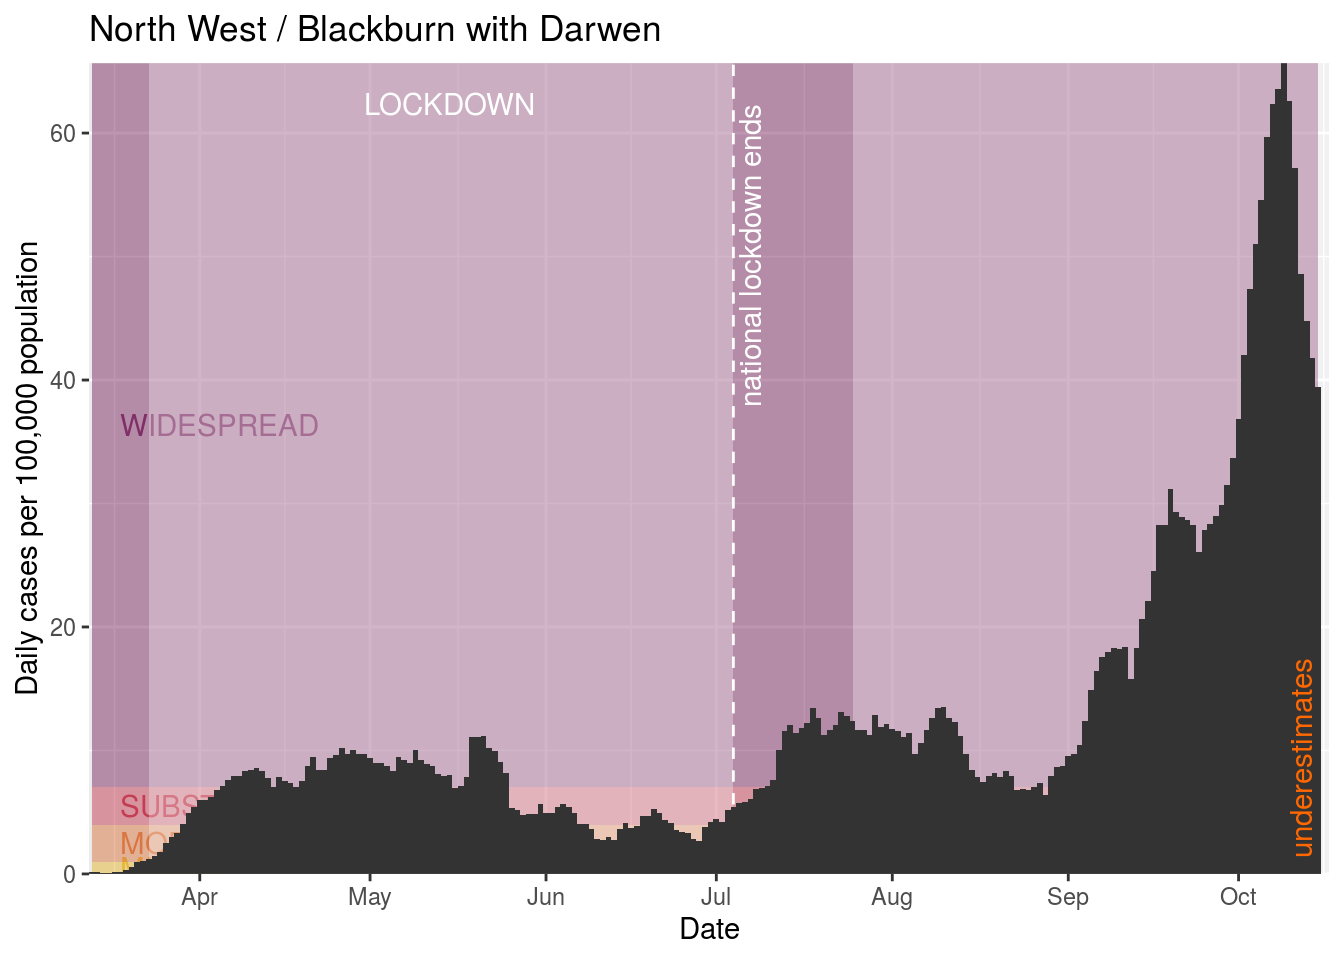 North West / Blackburn with Darwen
LOCKDOWN
national lockdown ends
WIDESPREAD
underestimates
Daily cases per 100,000 population
60
40
20
0
Apr
May
Jun
Jul
Aug
Sep
Oct
Date